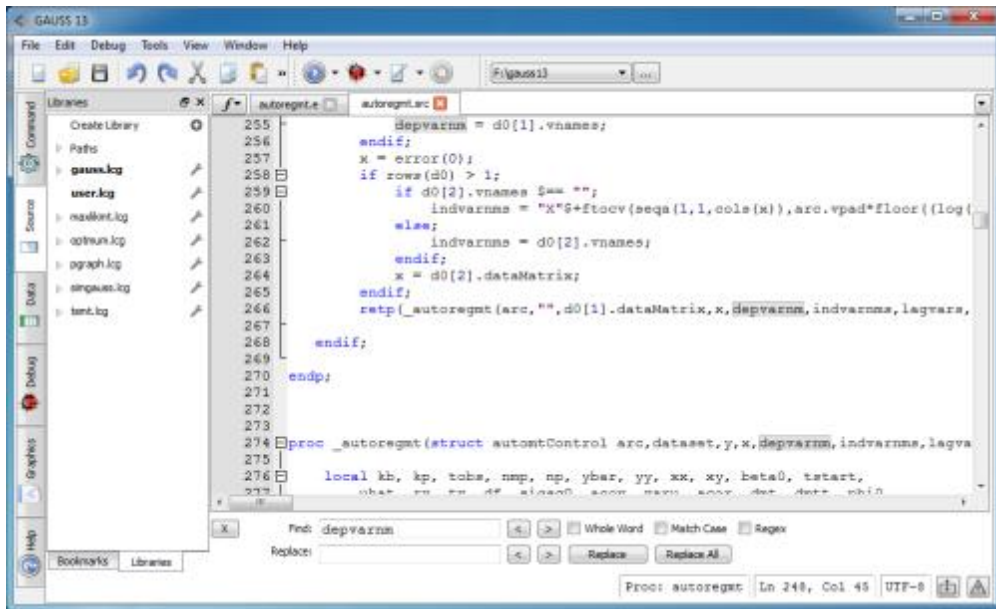 GAUSS 13
File Edit Debug Tools View Window Help
F:\gauss13
Command
Source
Data
Debug
Graphics
Help
Libraries
Create Library
Paths
gauss.lcg
user.lcg
maxlikmt.lcg
optmum.lcg
pgraph.lcg
simgauss.lcg
tsmt.lcg
Bookmarks Libraries
autoregmt.e autoregmt.src
255 depvarnm = d0[1].vnames;
256 endif;
257 x = error(0);
258 if rows(d0) > 1;
259 if d0[2].vnames $== "";
260 indvarnms = "X"$+ftocv(seqa(1,1,cols(x)),arc.vpad*floor((log(
261 else;
262 indvarnms = d0[2].vnames;
263 endif;
264 x = d0[2].dataMatrix;
265 endif;
266 retp(_autoregmt(arc,"",d0[1].dataMatrix,x,depvarnm,indvarnms,lagvars,
267
268 endif;
269
270 endp;
271
272
273
274 proc _autoregmt(struct automtControl arc,dataset,y,x,depvarnm,indvarnms,lagva
275
276 local kb, kp, tobs, nmp, np, ybar, yy, xx, xy, beta0, tstart,
277
Find: depvarnm Whole Word Match Case Regex
Replace: Replace Replace All
Proc: autoregmt Ln 248, Col 45 UTF-8